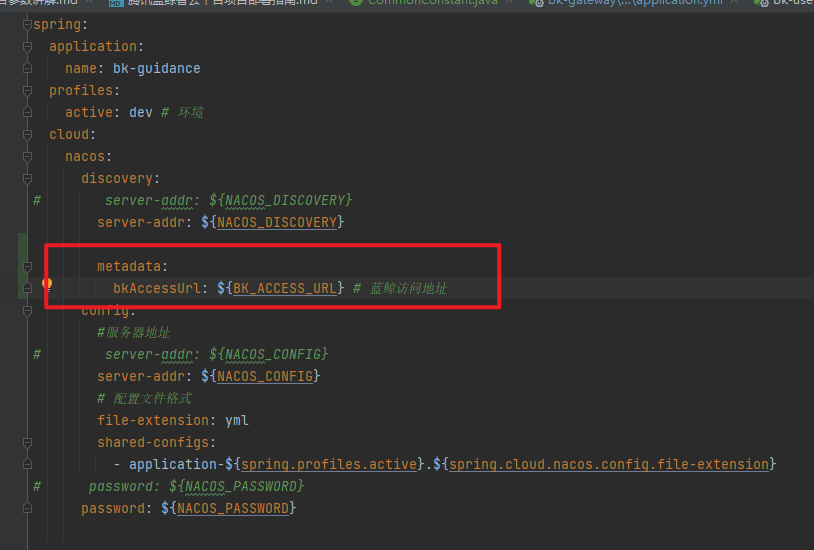 台参数讲解.md
腾讯蓝鲸智云平台项目部署指南.md
CommonConstant.java
bk-gateway\...\application.yml
bk-use
spring:
application:
name: bk-guidance
profiles:
active: dev # 环境
cloud:
nacos:
discovery:
# server-addr: ${NACOS_DISCOVERY}
server-addr: ${NACOS_DISCOVERY}
metadata:
bkAccessUrl: ${BK_ACCESS_URL} # 蓝鲸访问地址
config:
#服务器地址
# server-addr: ${NACOS_CONFIG}
server-addr: ${NACOS_CONFIG}
# 配置文件格式
file-extension: yml
shared-configs:
- application-${spring.profiles.active}.${spring.cloud.nacos.config.file-extension}
# password: ${NACOS_PASSWORD}
password: ${NACOS_PASSWORD}